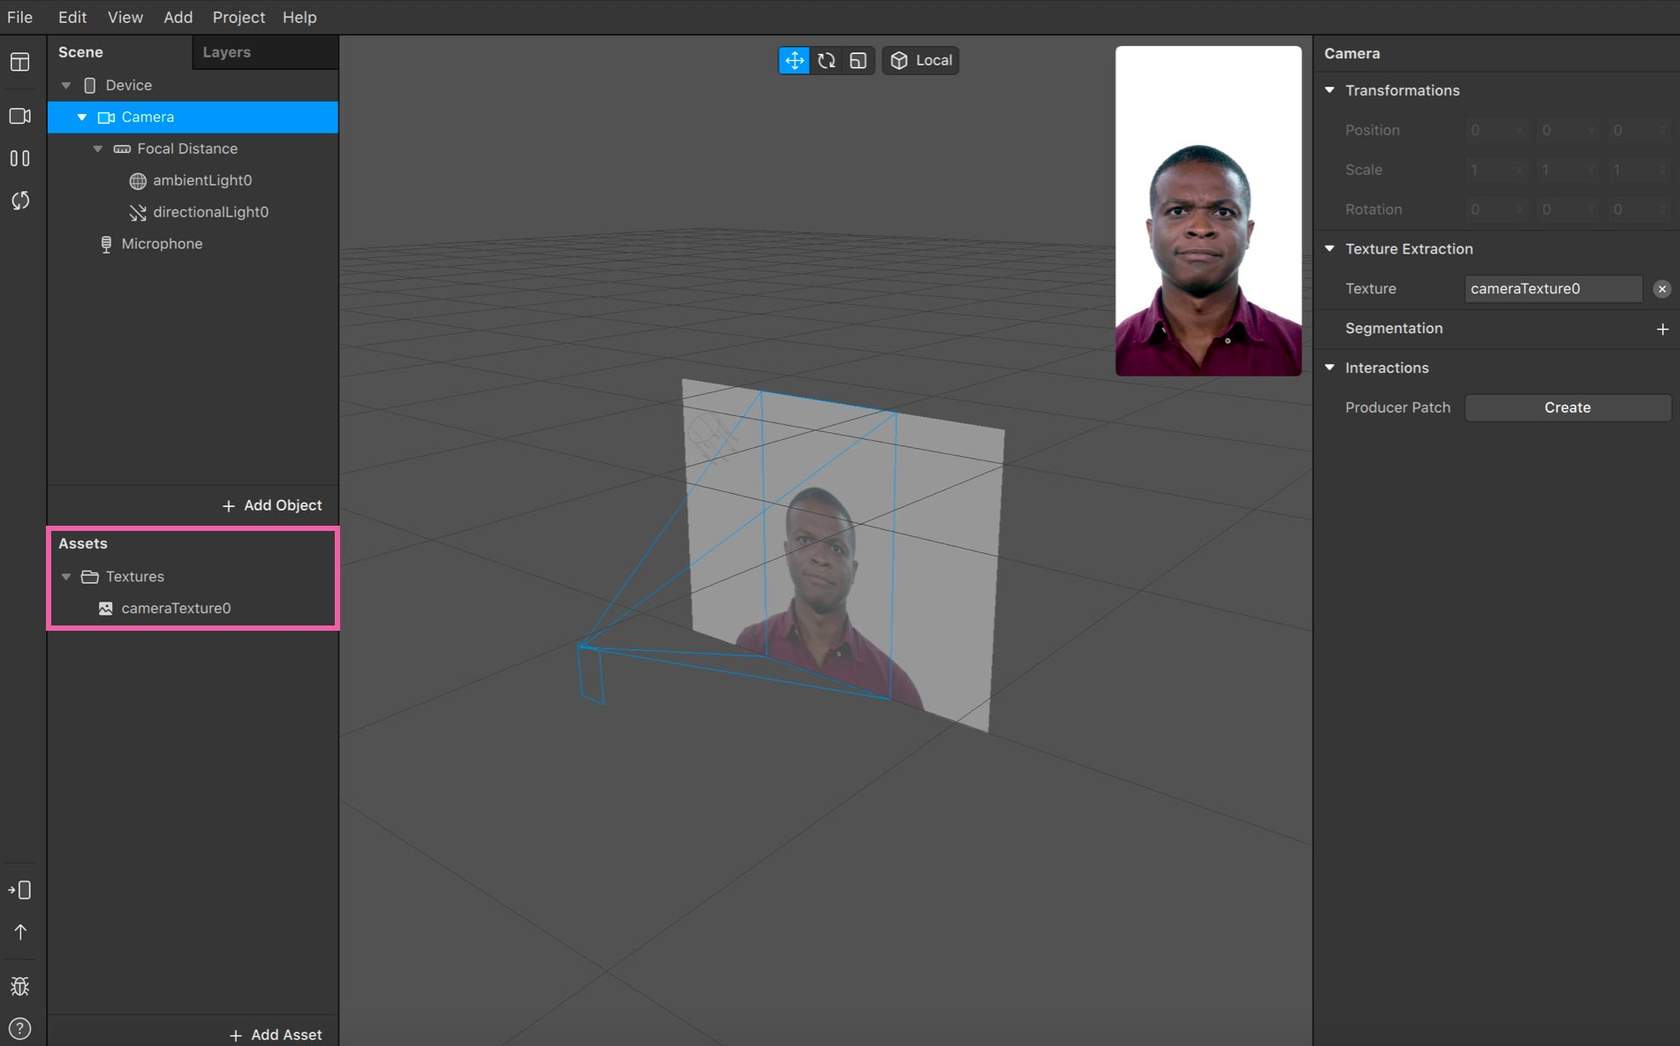 File Edit View Add Project Help
Scene Layers
Device
Camera
Focal Distance
ambientLight0
directionalLight0
Microphone
+ Add Object
Assets
Textures
cameraTexture0
+ Add Asset
Local
Camera
Transformations
Position 0 0 0
Scale 1 1 1
Rotation 0 0 0
Texture Extraction
Texture cameraTexture0
Segmentation +
Interactions
Producer Patch Create